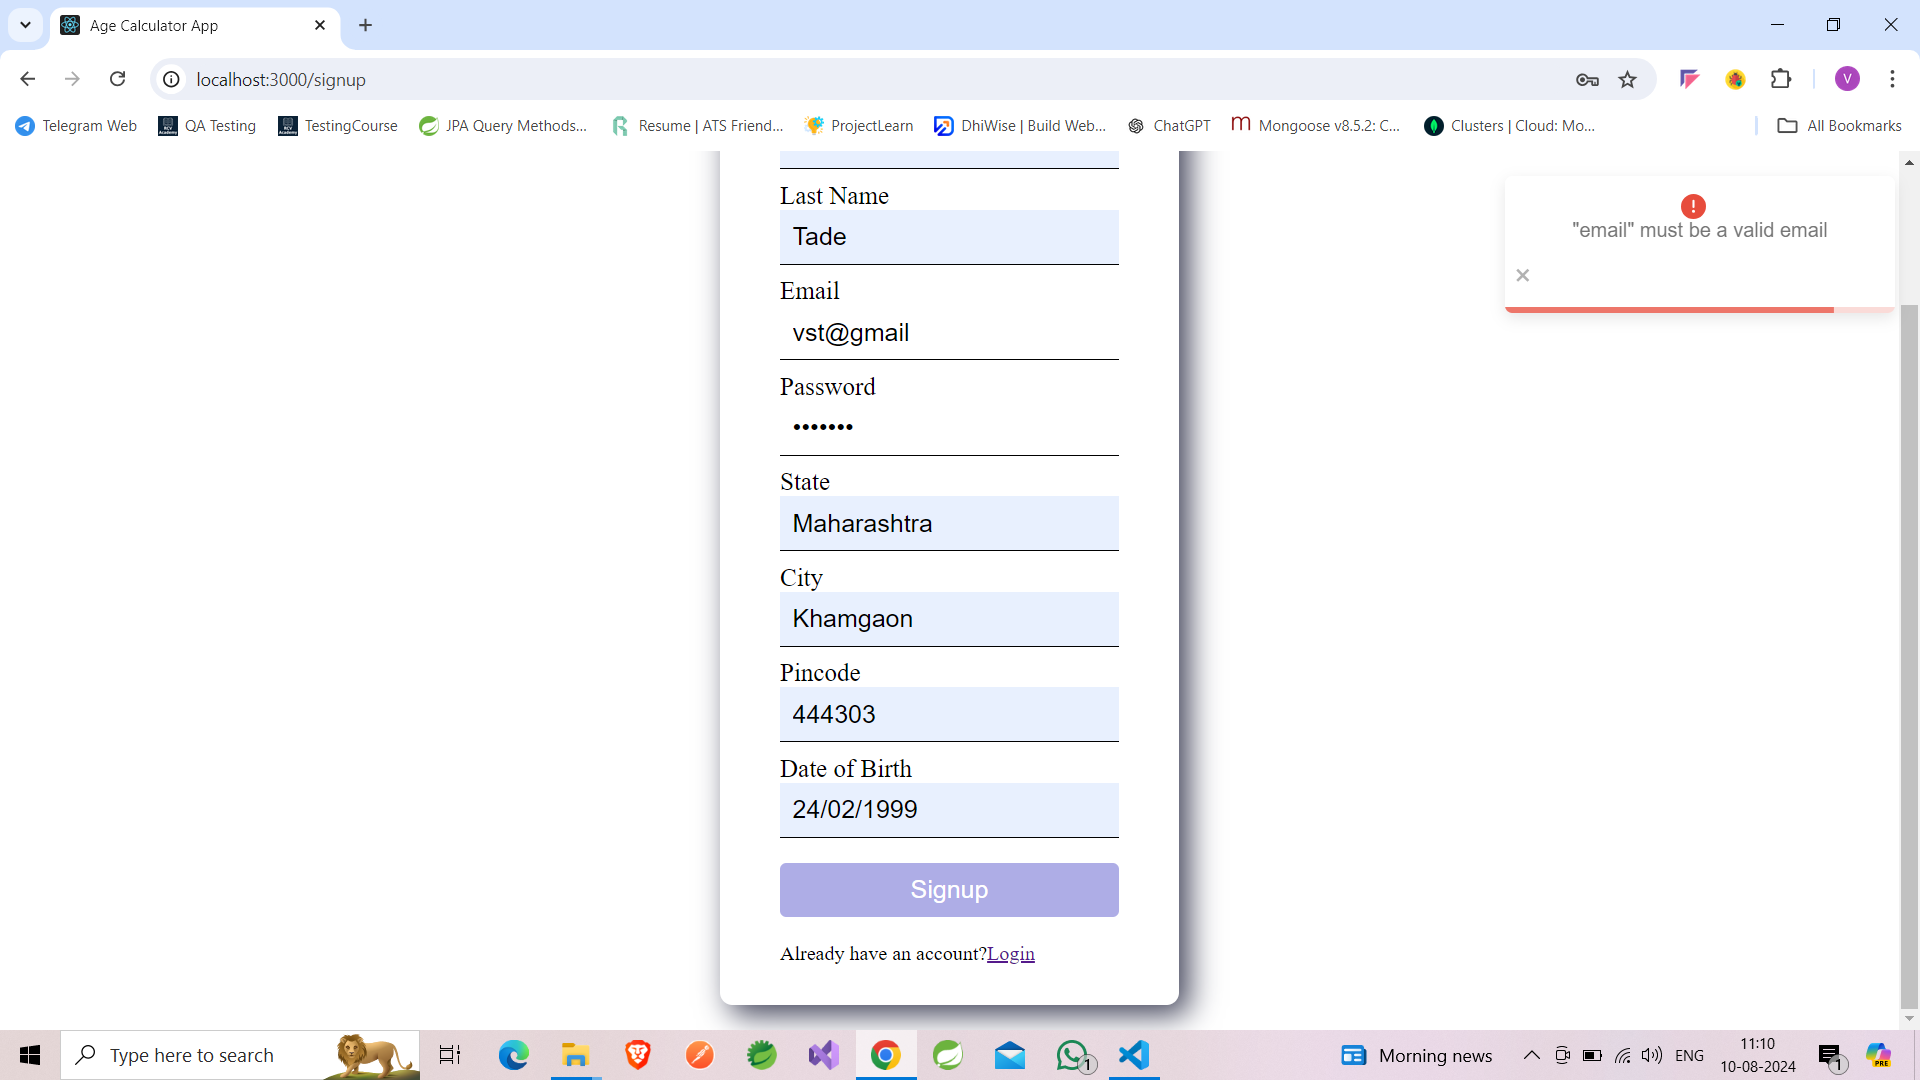 Age Calculator App
localhost:3000/signup
V
Telegram Web
QA Testing
TestingCourse
JPA Query Methods...
Resume | ATS Friend...
ProjectLearn
DhiWise | Build Web...
ChatGPT
Mongoose v8.5.2: C...
Clusters | Cloud: Mo...
All Bookmarks
"email" must be a valid email
Last Name
Tade
Email
vst@gmail
Password
•••••••
State
Maharashtra
City
Khamgaon
Pincode
444303
Date of Birth
24/02/1999
Signup
Already have an account?Login
Type here to search
1
Morning news
ENG
11:10
10-08-2024
1
PRE